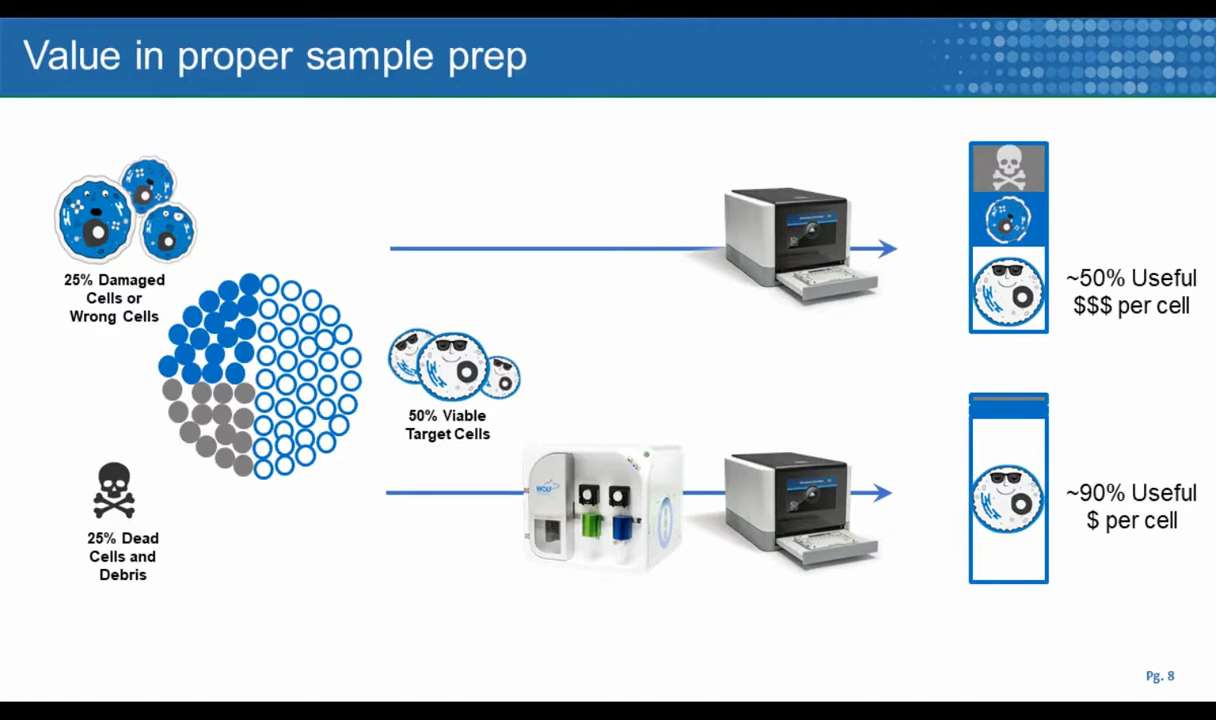 Value in proper sample prep
25% Damaged
Cells or
Wrong Cells
50% Viable
Target Cells
25% Dead
Cells and
Debris
WOLF
~50% Useful
$$$ per cell
~90% Useful
$ per cell
Pg. 8